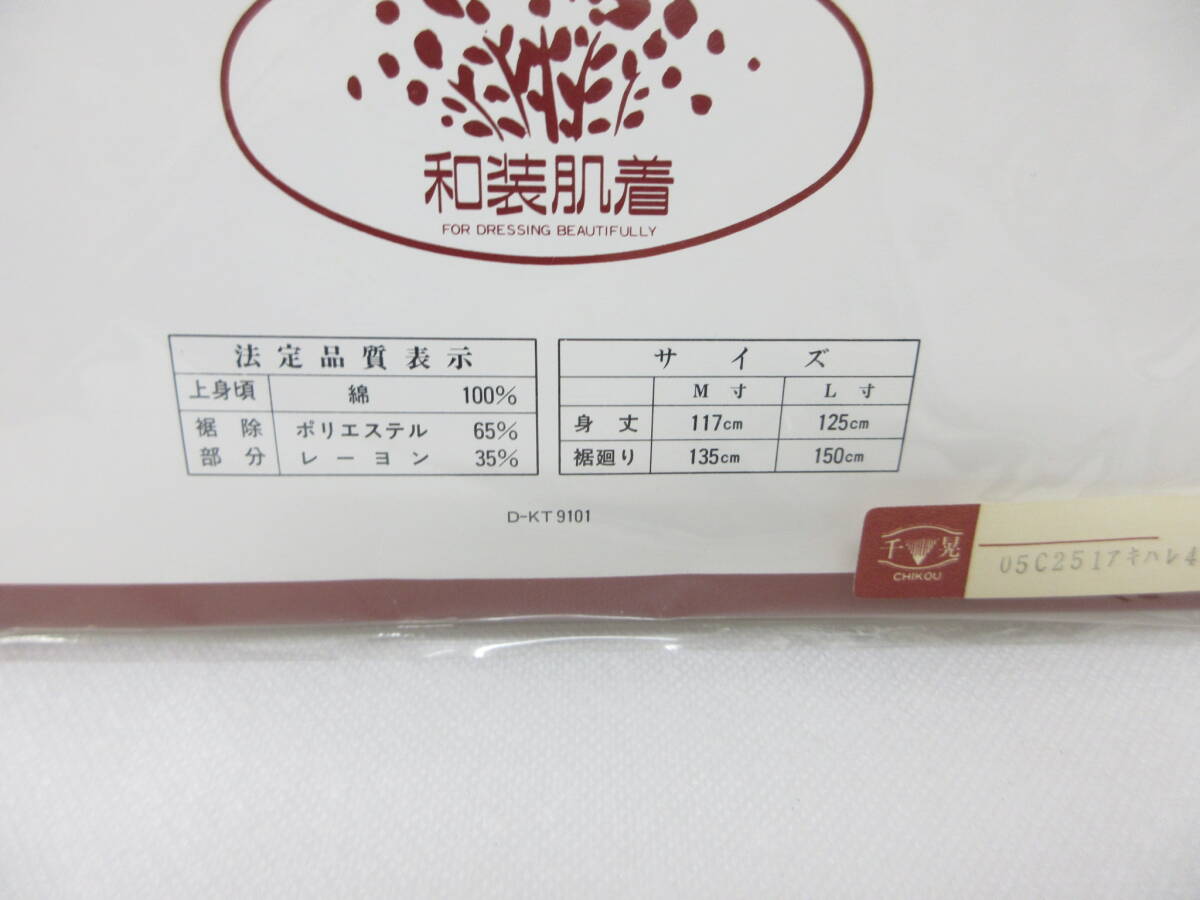 和装肌着
FOR DRESSING BEAUTIFULLY
法定品質表示
上身頃 綿 100%
裾除部分 ポリエステル 65%
レーヨン 35%
サイズ
M寸 L寸
身丈 117cm 125cm
裾廻り 135cm 150cm
D-KT9101
千晃
CHIKOU
05C251アキハレ4